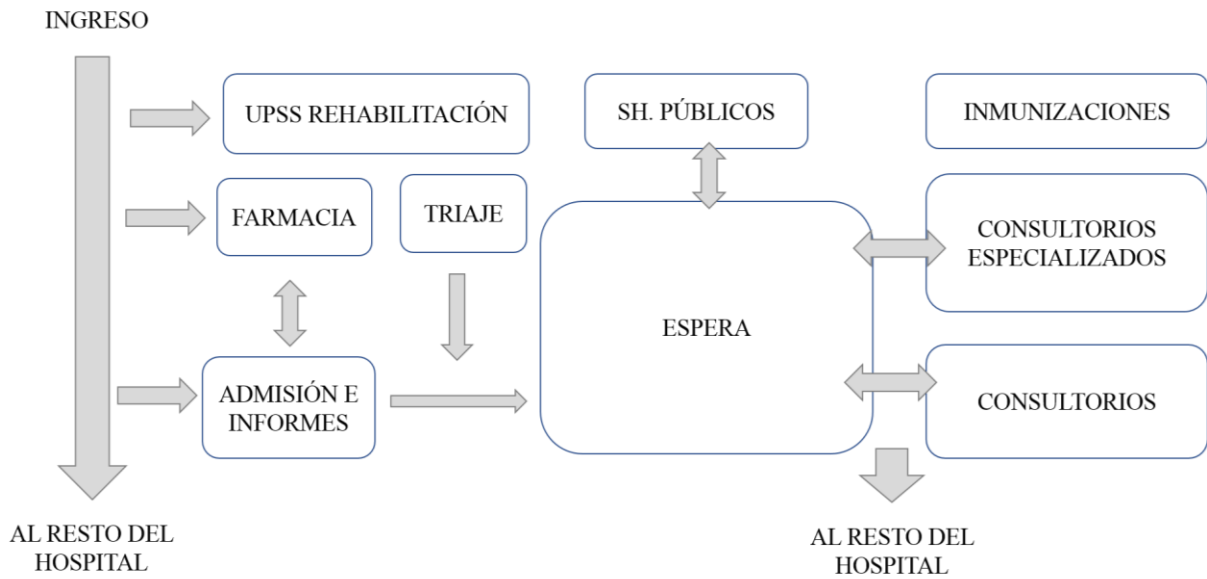 INGRESO
UPSS REHABILITACIÓN
SH. PÚBLICOS
INMUNIZACIONES
FARMACIA
TRIAJE
CONSULTORIOS
ESPECIALIZADOS
ESPERA
ADMISIÓN E
INFORMES
CONSULTORIOS
AL RESTO DEL
HOSPITAL
AL RESTO DEL
HOSPITAL